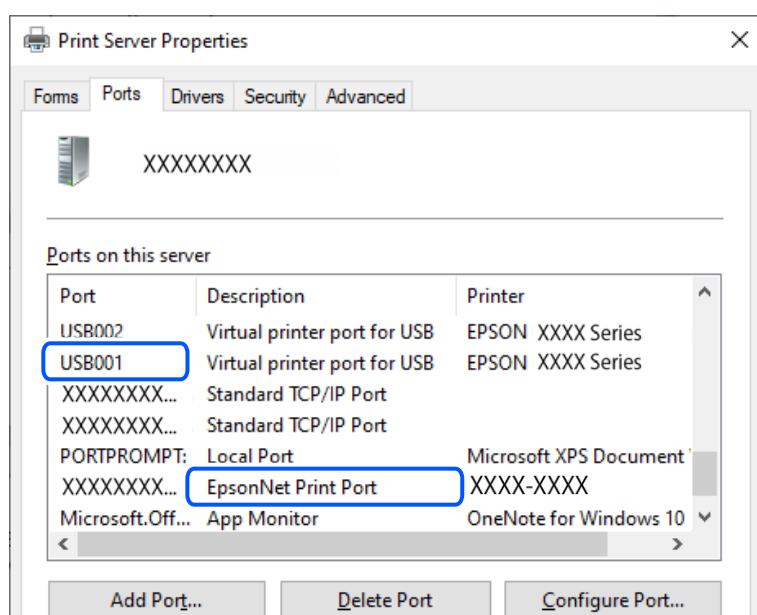 Print Server Properties
Forms Ports Drivers Security Advanced
XXXXXXXX
Ports on this server
Port Description Printer
USB002 Virtual printer port for USB EPSON XXXX Series
USB001 Virtual printer port for USB EPSON XXXX Series
XXXXXXXX... Standard TCP/IP Port
XXXXXXXX... Standard TCP/IP Port
PORTPROMPT: Local Port Microsoft XPS Document
XXXXXXXX... EpsonNet Print Port XXXX-XXXX
Microsoft.Off... App Monitor OneNote for Windows 10
Add Port... Delete Port Configure Port...